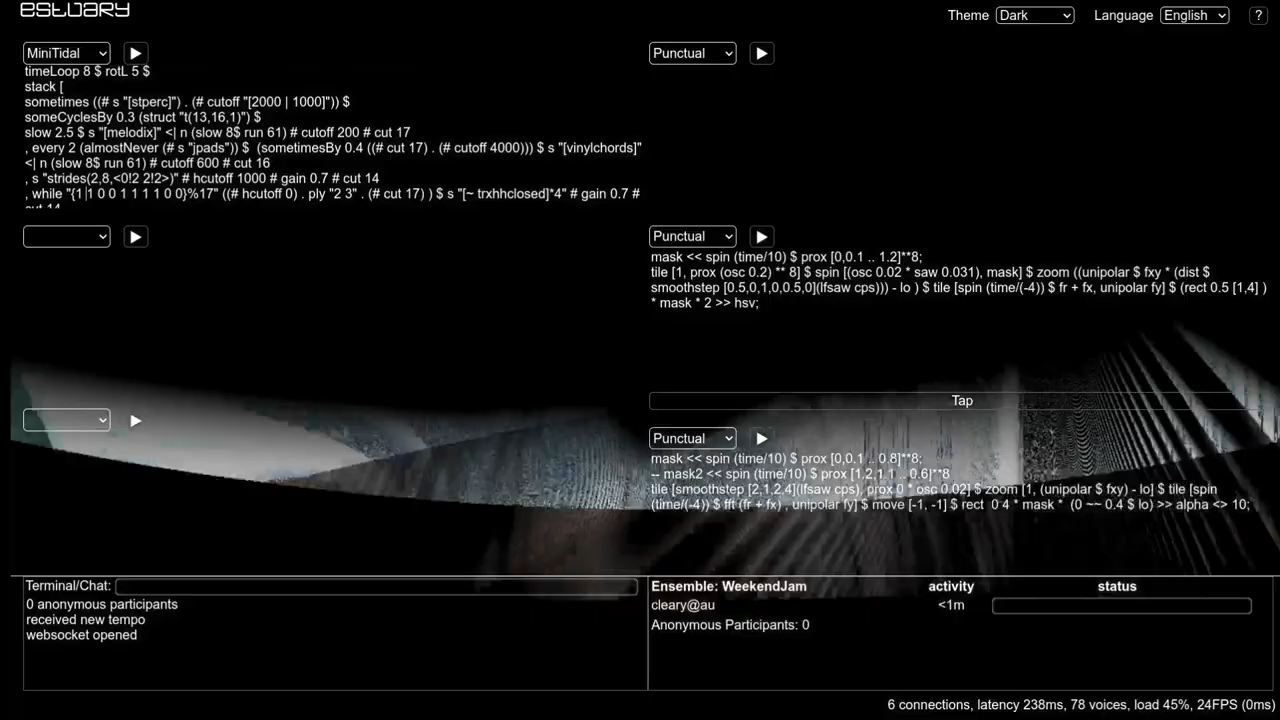 estuary
Theme Dark Language English ?
MiniTidal
timeLoop 8 $ rotL 5 $
stack [
sometimes ((# s "[stperc]") . (# cutoff "[2000 | 1000]")) $
someCyclesBy 0.3 (struct "t(13,16,1)") $
slow 2.5 $ s "[melodix]" <| n (slow 8$ run 61) # cutoff 200 # cut 17
, every 2 (almostNever (# s "jpads")) $  (sometimesBy 0.4 ((# cut 17) . (# cutoff 4000))) $ s "[vinylchords]"
<| n (slow 8$ run 61) # cutoff 600 # cut 16
, s "strides(2,8,<0!2 2!2>)" # hcutoff 1000 # gain 0.7 # cut 14
, while "{1 1 0 0 1 1 1 1 0 0}%17" ((# hcutoff 0) . ply "2 3" . (# cut 17) ) $ s "[~ trxhhclosed]*4" # gain 0.7 #
cut 14
Punctual
Punctual
mask << spin (time/10) $ prox [0,0.1 .. 1.2]**8;
tile [1, prox (osc 0.2) ** 8] $ spin [(osc 0.02 * saw 0.031), mask] $ zoom ((unipolar $ fxy * (dist $
smoothstep [0.5,0,1,0,0.5,0](lfsaw cps))) - lo ) $ tile [spin (time/(-4)) $ fr + fx, unipolar fy] $ (rect 0.5 [1,4] )
* mask * 2 >> hsv;
Tap
Punctual
mask << spin (time/10) $ prox [0,0.1 .. 0.8]**8;
-- mask2 << spin (time/10) $ prox [1.2,1.1 .. 0.6]**8
tile [smoothstep [2,1,2,4](lfsaw cps), prox 0 * osc 0.02] $ zoom [1, (unipolar $ fxy) - lo] $ tile [spin
(time/(-4)) $ fft (fr + fx) , unipolar fy] $ move [-1, -1] $ rect  0 4 * mask *  (0 ~~ 0.4 $ lo) >> alpha <> 10;
Terminal/Chat:
0 anonymous participants
received new tempo
websocket opened
Ensemble: WeekendJam activity status
cleary@au <1m
Anonymous Participants: 0
6 connections, latency 238ms, 78 voices, load 45%, 24FPS (0ms)